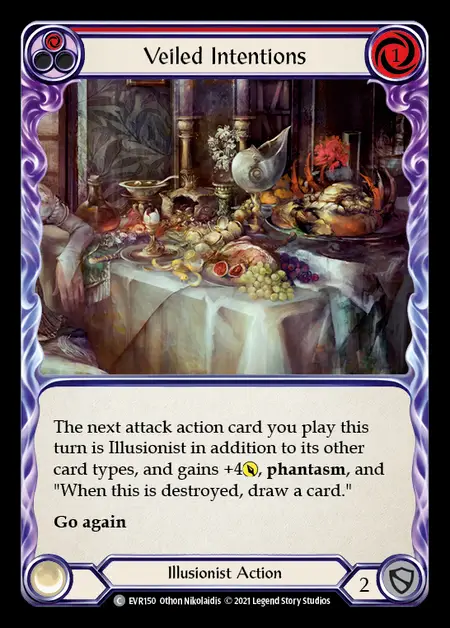 Veiled Intentions
1
The next attack action card you play this
turn is Illusionist in addition to its other
card types, and gains +4, phantasm, and
"When this is destroyed, draw a card."
Go again
Illusionist Action
2
C EVR150 Othon Nikolaidis © 2021 Legend Story Studios